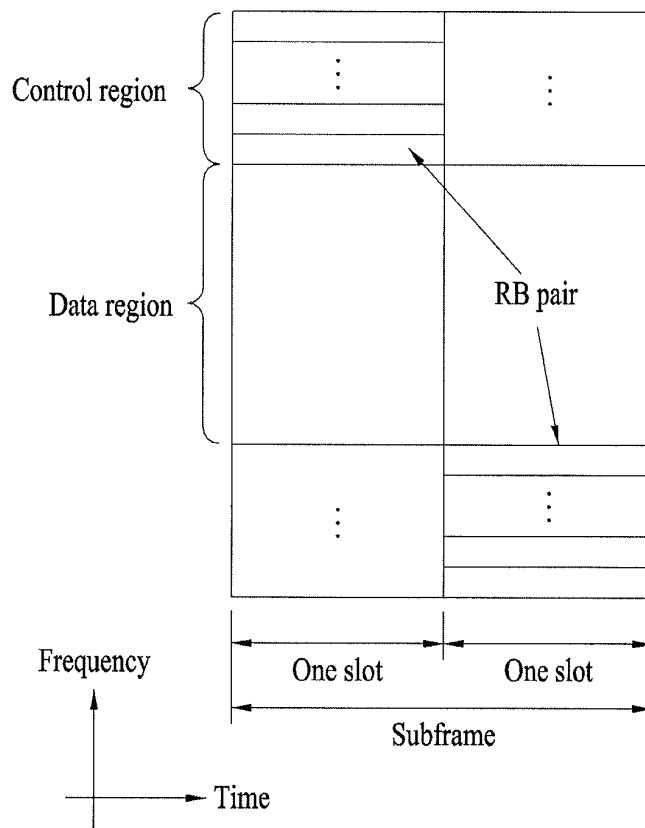 Control region
RB pair
Data region
One slot
One slot
Subframe
Frequency
Time